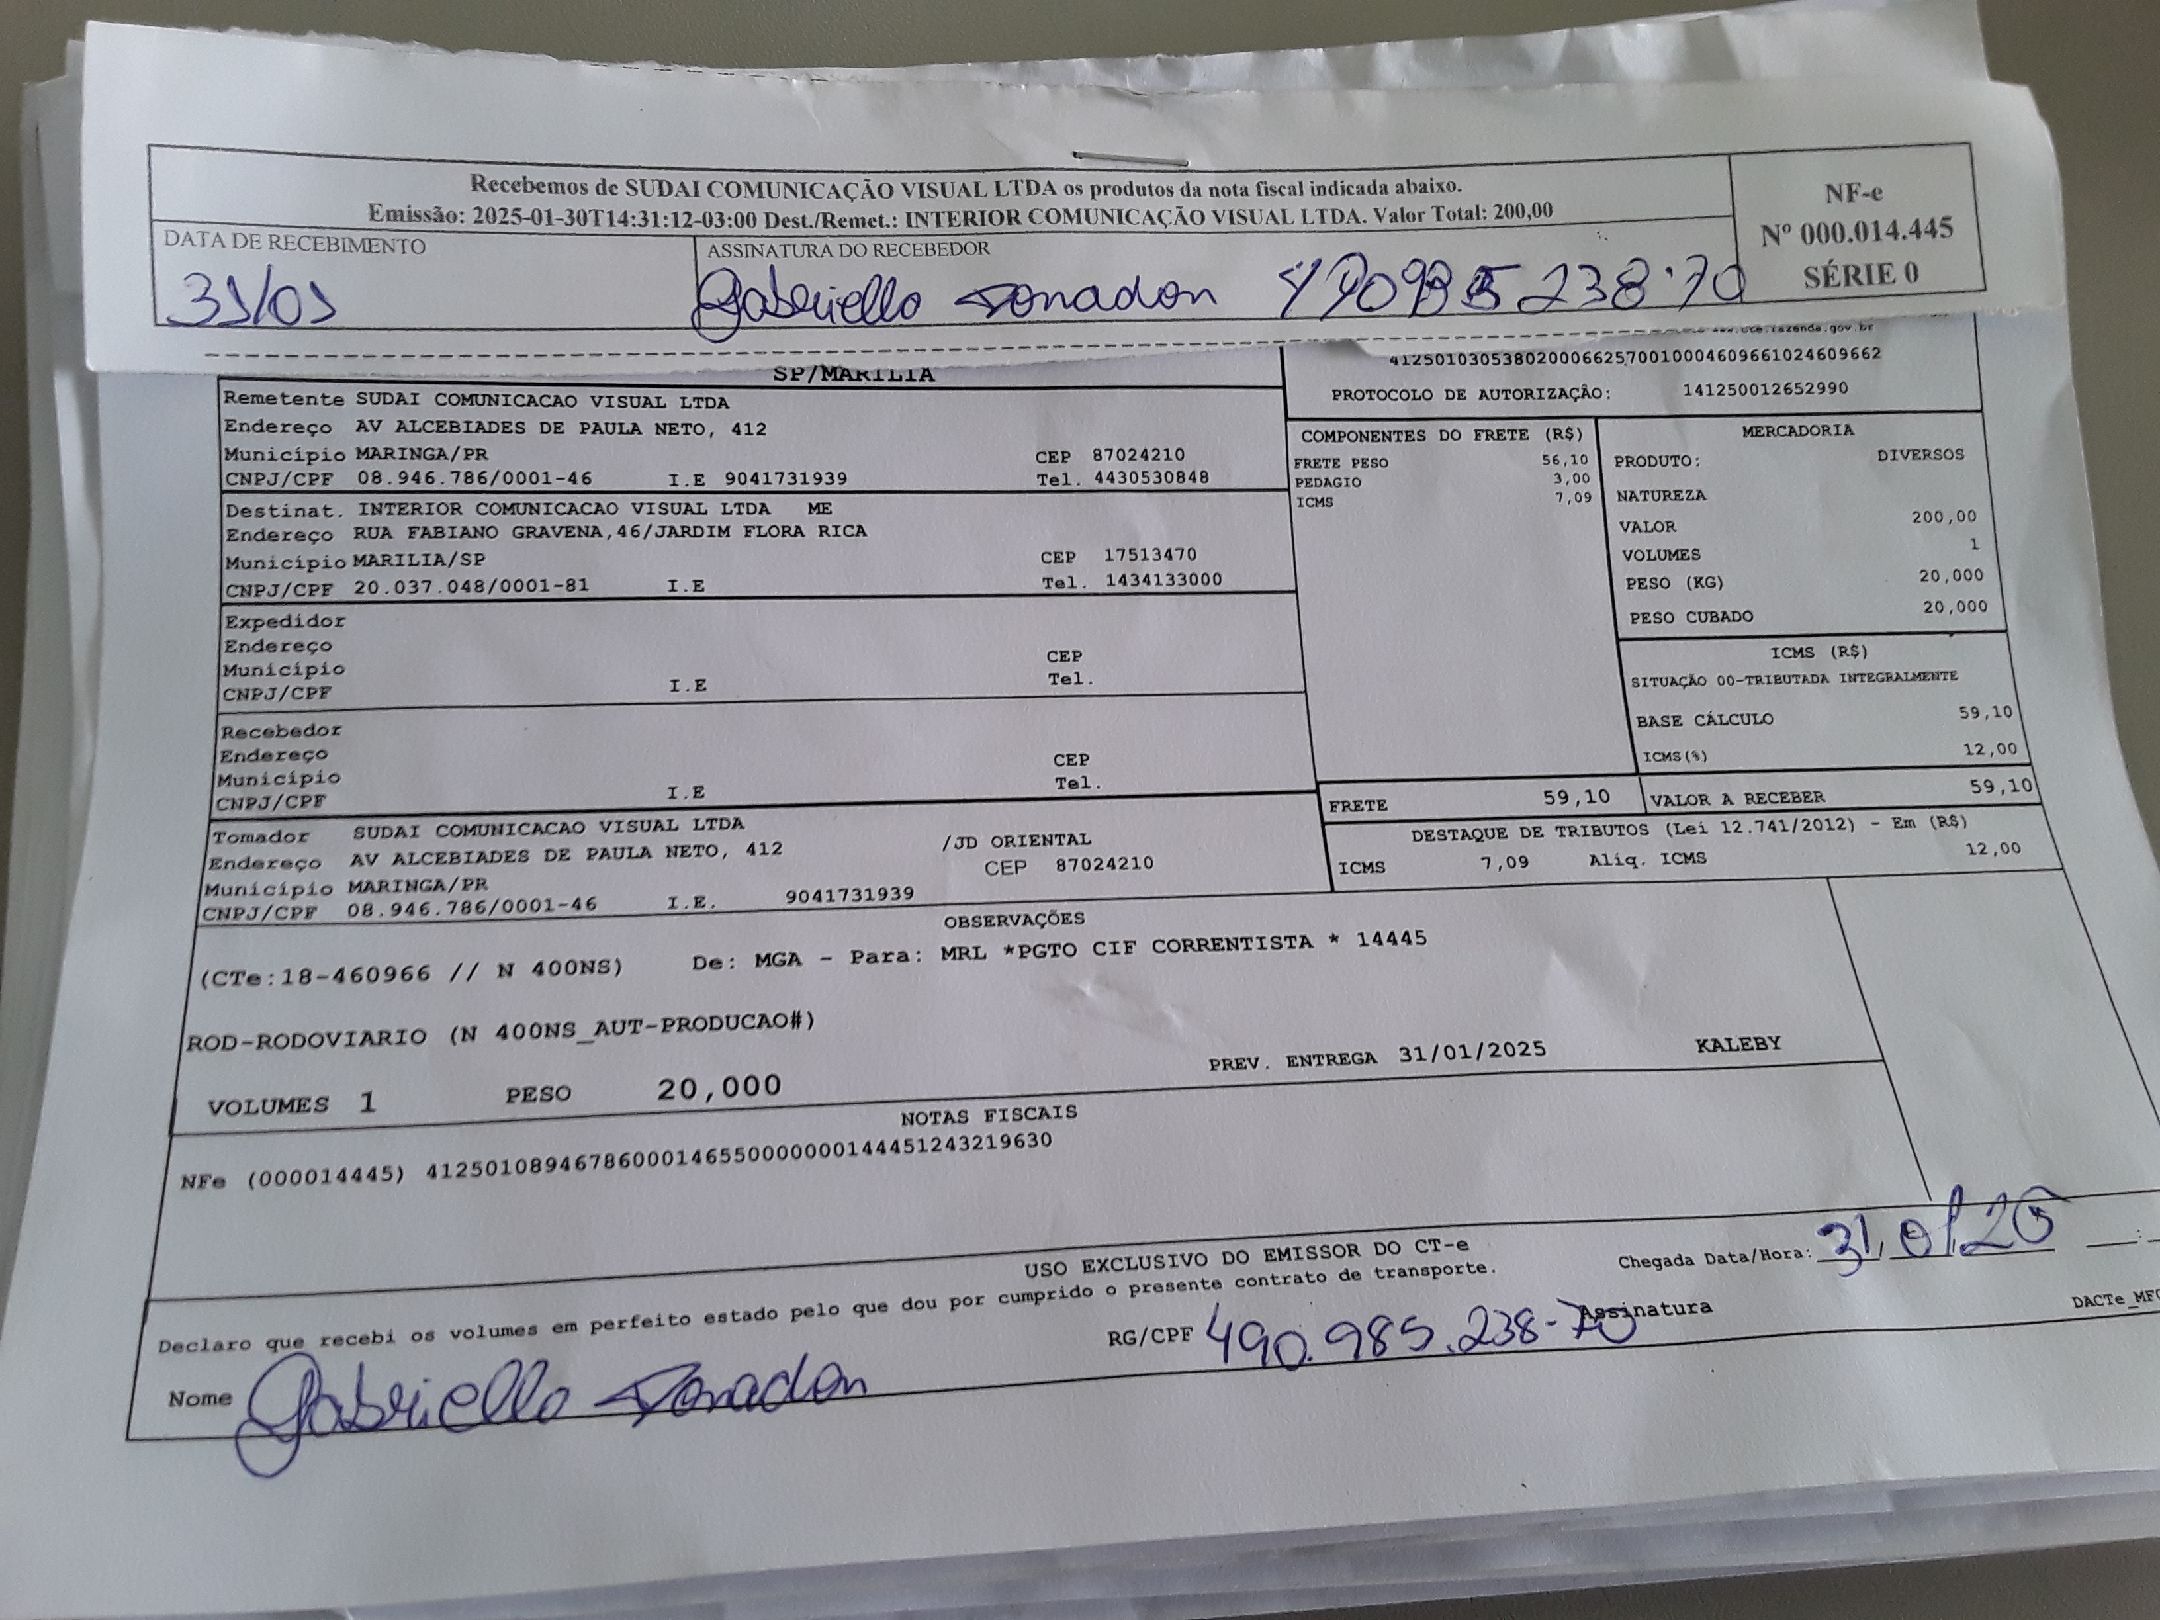 Recebemos de SUDAI COMUNICAÇÃO VISUAL LTDA os produtos da nota fiscal indicada abaixo.
Emissão: 2025-01-30T14:31:12-03:00 Dest./Remet.: INTERIOR COMUNICAÇÃO VISUAL LTDA. Valor Total: 200,00
NF-e
Nº 000.014.445
SÉRIE 0
DATA DE RECEBIMENTO
31/01
ASSINATURA DO RECEBEDOR
Gabriello Donadon
SP/MARILIA
41250103053802000662570010004609661024609662
PROTOCOLO DE AUTORIZAÇÃO: 141250012652990
Remetente SUDAI COMUNICACAO VISUAL LTDA
Endereço AV ALCEBIADES DE PAULA NETO, 412
Município MARINGA/PR CEP 87024210
CNPJ/CPF 08.946.786/0001-46 I.E 9041731939 Tel. 4430530848
Destinat. INTERIOR COMUNICACAO VISUAL LTDA ME
Endereço RUA FABIANO GRAVENA,46/JARDIM FLORA RICA
Município MARILIA/SP CEP 17513470
CNPJ/CPF 20.037.048/0001-81 I.E Tel. 1434133000
Expedidor
Endereço
Município CEP
CNPJ/CPF I.E Tel.
Recebedor
Endereço
Município CEP
CNPJ/CPF I.E Tel.
Tomador SUDAI COMUNICACAO VISUAL LTDA
Endereço AV ALCEBIADES DE PAULA NETO, 412 /JD ORIENTAL
Município MARINGA/PR CEP 87024210
CNPJ/CPF 08.946.786/0001-46 I.E. 9041731939
COMPONENTES DO FRETE (R$)
FRETE PESO 56,10
PEDAGIO 3,00
ICMS 7,09
MERCADORIA
PRODUTO: DIVERSOS
NATUREZA
VALOR 200,00
VOLUMES 1
PESO (KG) 20,000
PESO CUBADO 20,000
ICMS (R$)
SITUAÇÃO 00-TRIBUTADA INTEGRALMENTE
BASE CÁLCULO 59,10
ICMS(%) 12,00
FRETE 59,10 VALOR A RECEBER 59,10
DESTAQUE DE TRIBUTOS (Lei 12.741/2012) - Em (R$)
ICMS 7,09 Alíq. ICMS 12,00
OBSERVAÇÕES
(CTe:18-460966 // N 400NS) De: MGA - Para: MRL *PGTO CIF CORRENTISTA * 14445
ROD-RODOVIARIO (N 400NS_AUT-PRODUCAO#)
PREV. ENTREGA 31/01/2025 KALEBY
VOLUMES 1 PESO 20,000
NOTAS FISCAIS
NFe (000014445) 41250108946786000146550000000144451243219630
USO EXCLUSIVO DO EMISSOR DO CT-e
Chegada Data/Hora: 31/01/25
Declaro que recebi os volumes em perfeito estado pelo que dou por cumprido o presente contrato de transporte.
Nome Gabriello Donadon RG/CPF 490.985.238-70 Assinatura